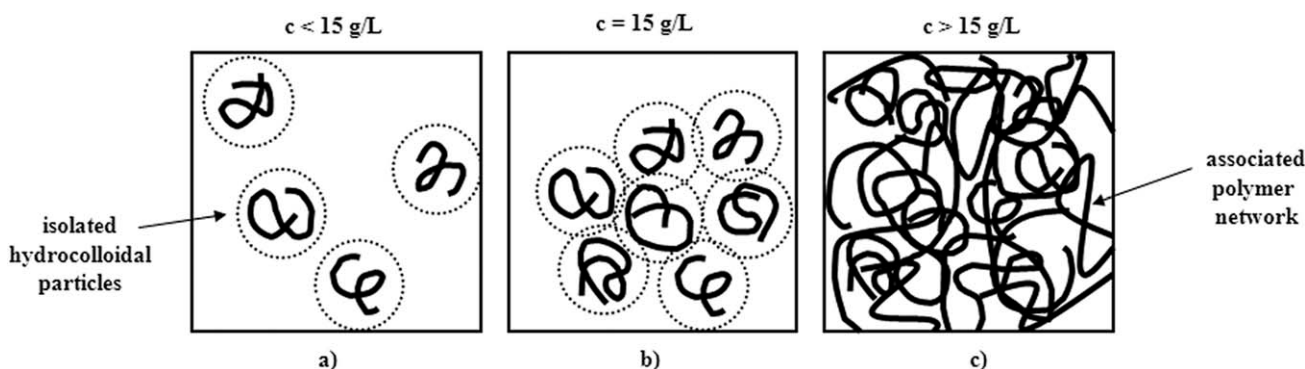 c < 15 g/L
c = 15 g/L
c > 15 g/L
isolated
hydrocolloidal
particles
associated
polymer
network
a)
b)
c)